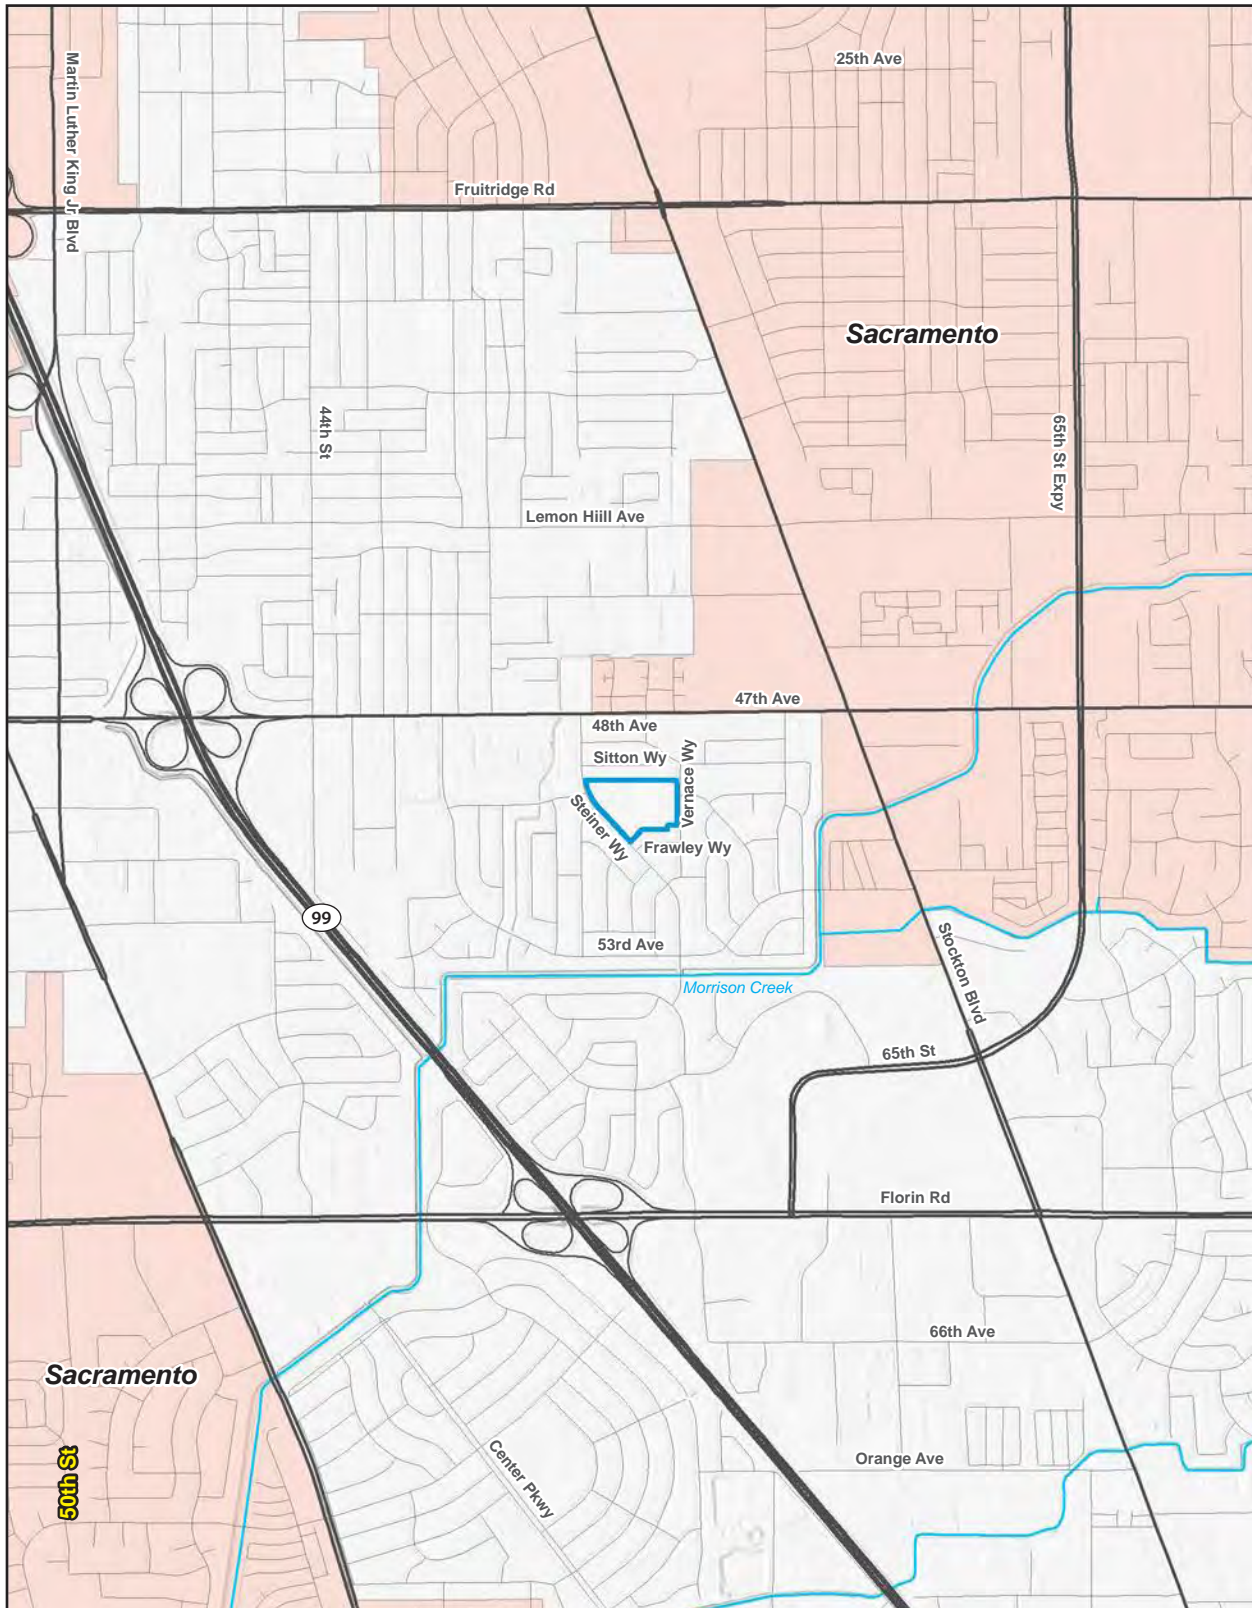 25th Ave
Martin Luther King Jr Blvd
Fruitridge Rd
Sacramento
44th St
65th St Expy
Lemon Hiill Ave
47th Ave
48th Ave
Sitton Wy
Vernace Wy
Steiner Wy
Frawley Wy
99
53rd Ave
Stockton Blvd
Morrison Creek
65th St
Florin Rd
66th Ave
Sacramento
50th St
Center Pkwy
Orange Ave